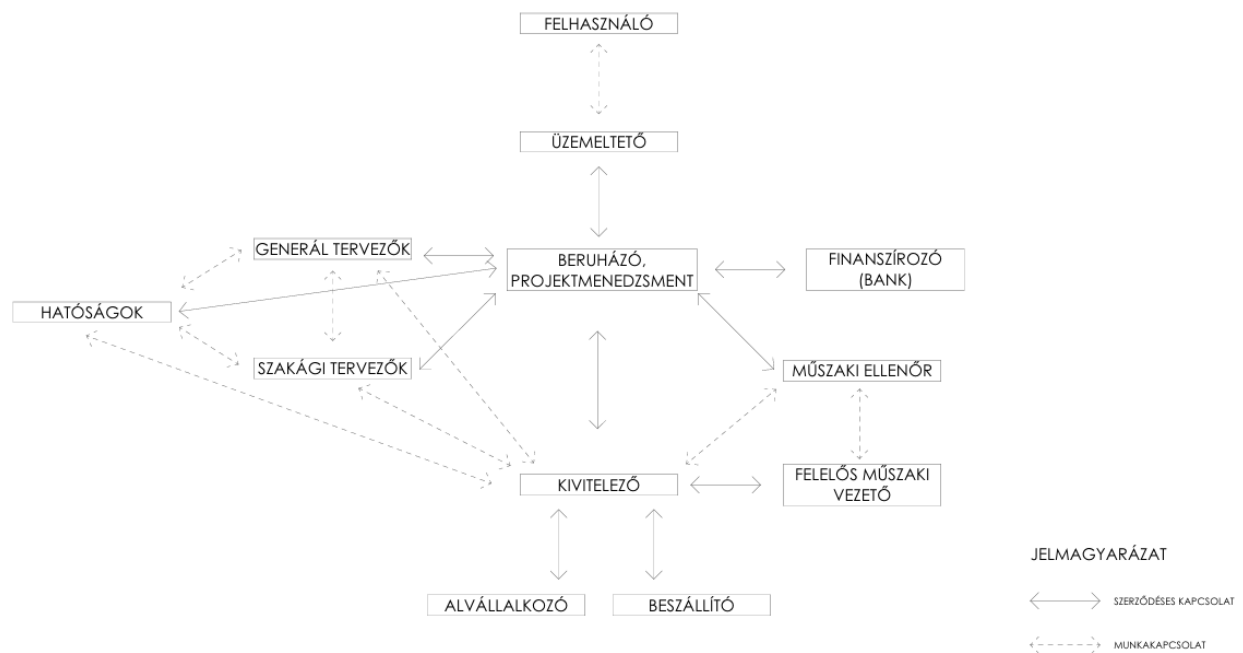 FELHASZNÁLÓ
ÜZEMELTETŐ
GENERÁL TERVEZŐK
BERUHÁZÓ,
PROJEKTMENEDZSMENT
FINANSZÍROZÓ
(BANK)
HATÓSÁGOK
SZAKÁGI TERVEZŐK
MŰSZAKI ELLENŐR
KIVITELEZŐ
FELELŐS MŰSZAKI
VEZETŐ
ALVÁLLALKOZÓ
BESZÁLLÍTÓ
JELMAGYARÁZAT
SZERZŐDÉSES KAPCSOLAT
MUNKAKAPCSOLAT